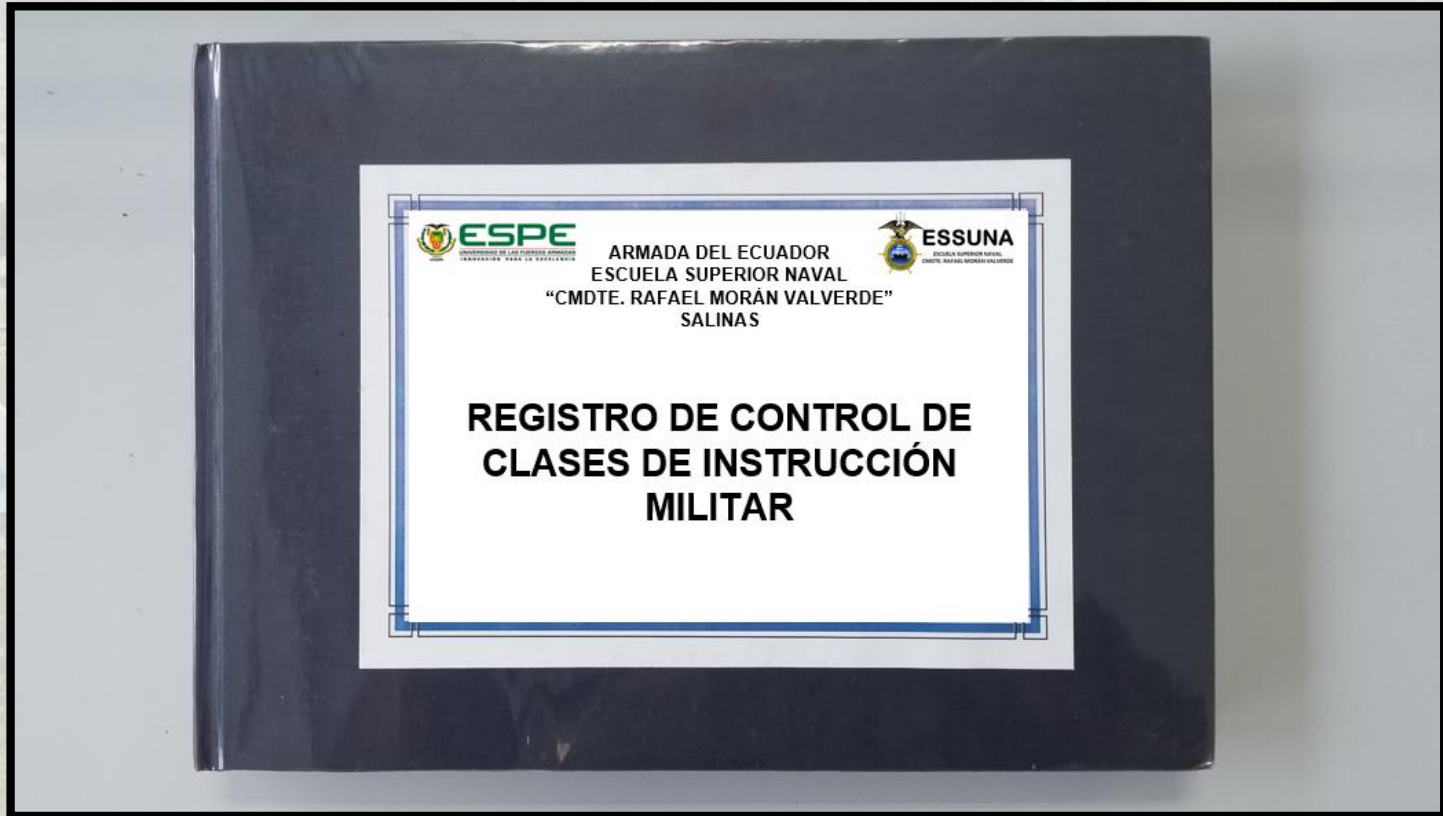 ESPE
UNIVERSIDAD DE LAS FUERZAS ARMADAS
INNOVACIÓN PARA LA EXCELENCIA
ESSUNA
ESCUELA SUPERIOR NAVAL
CMDTE. RAFAEL MORÁN VALVERDE
ARMADA DEL ECUADOR
ESCUELA SUPERIOR NAVAL
“CMDTE. RAFAEL MORÁN VALVERDE”
SALINAS
REGISTRO DE CONTROL DE
CLASES DE INSTRUCCIÓN
MILITAR